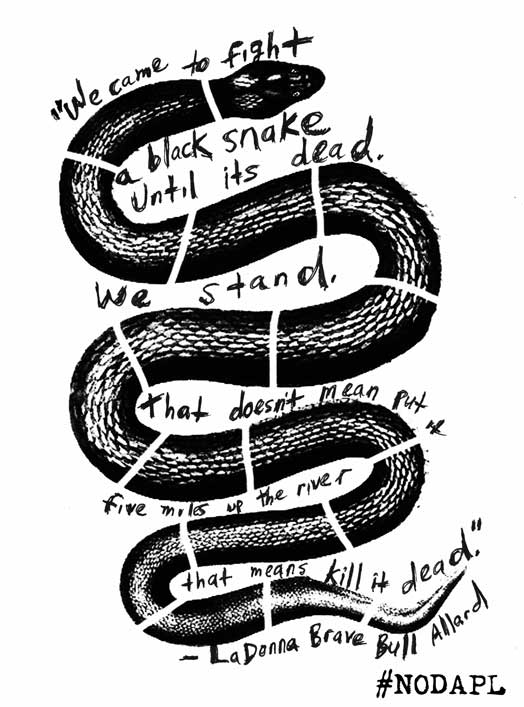 "We came to fight
a black snake
until its dead.
We stand.
that doesn't mean put it
five miles up the river
that means kill it dead."
- LaDonna Brave Bull Allard
#NODAPL